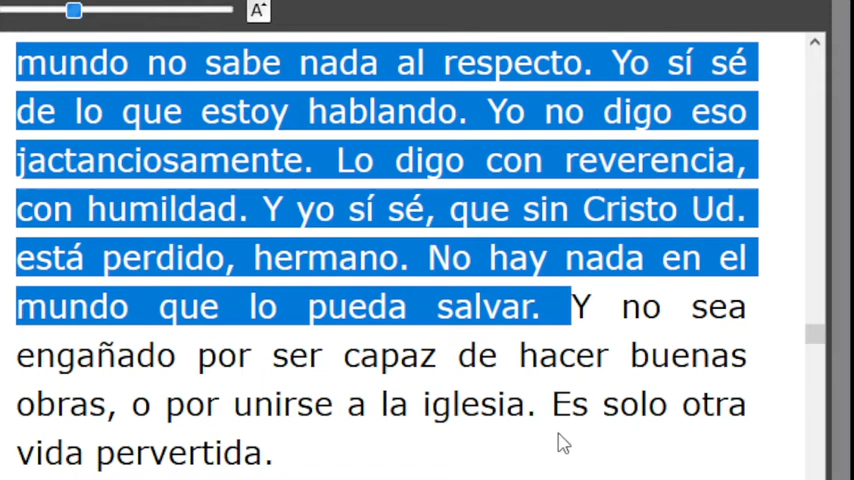 A
mundo no sabe nada al respecto. Yo sí sé
de lo que estoy hablando. Yo no digo eso
jactanciosamente. Lo digo con reverencia,
con humildad. Y yo sí sé, que sin Cristo Ud.
está perdido, hermano. No hay nada en el
mundo que lo pueda salvar. Y no sea
engañado por ser capaz de hacer buenas
obras, o por unirse a la iglesia. Es solo otra
vida pervertida.